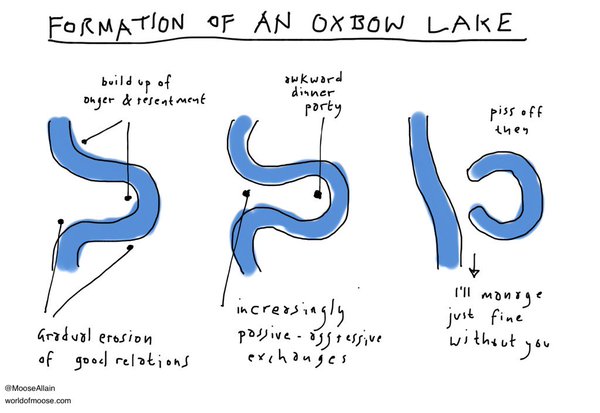 FORMATION OF AN OXBOW LAKE
build up of
anger & resentment
awkward
dinner
party
piss off
then
Gradual erosion
of good relations
increasingly
passive-aggressive
exchanges
I'll manage
just fine
without you
@MooseAllain
worldofmoose.com